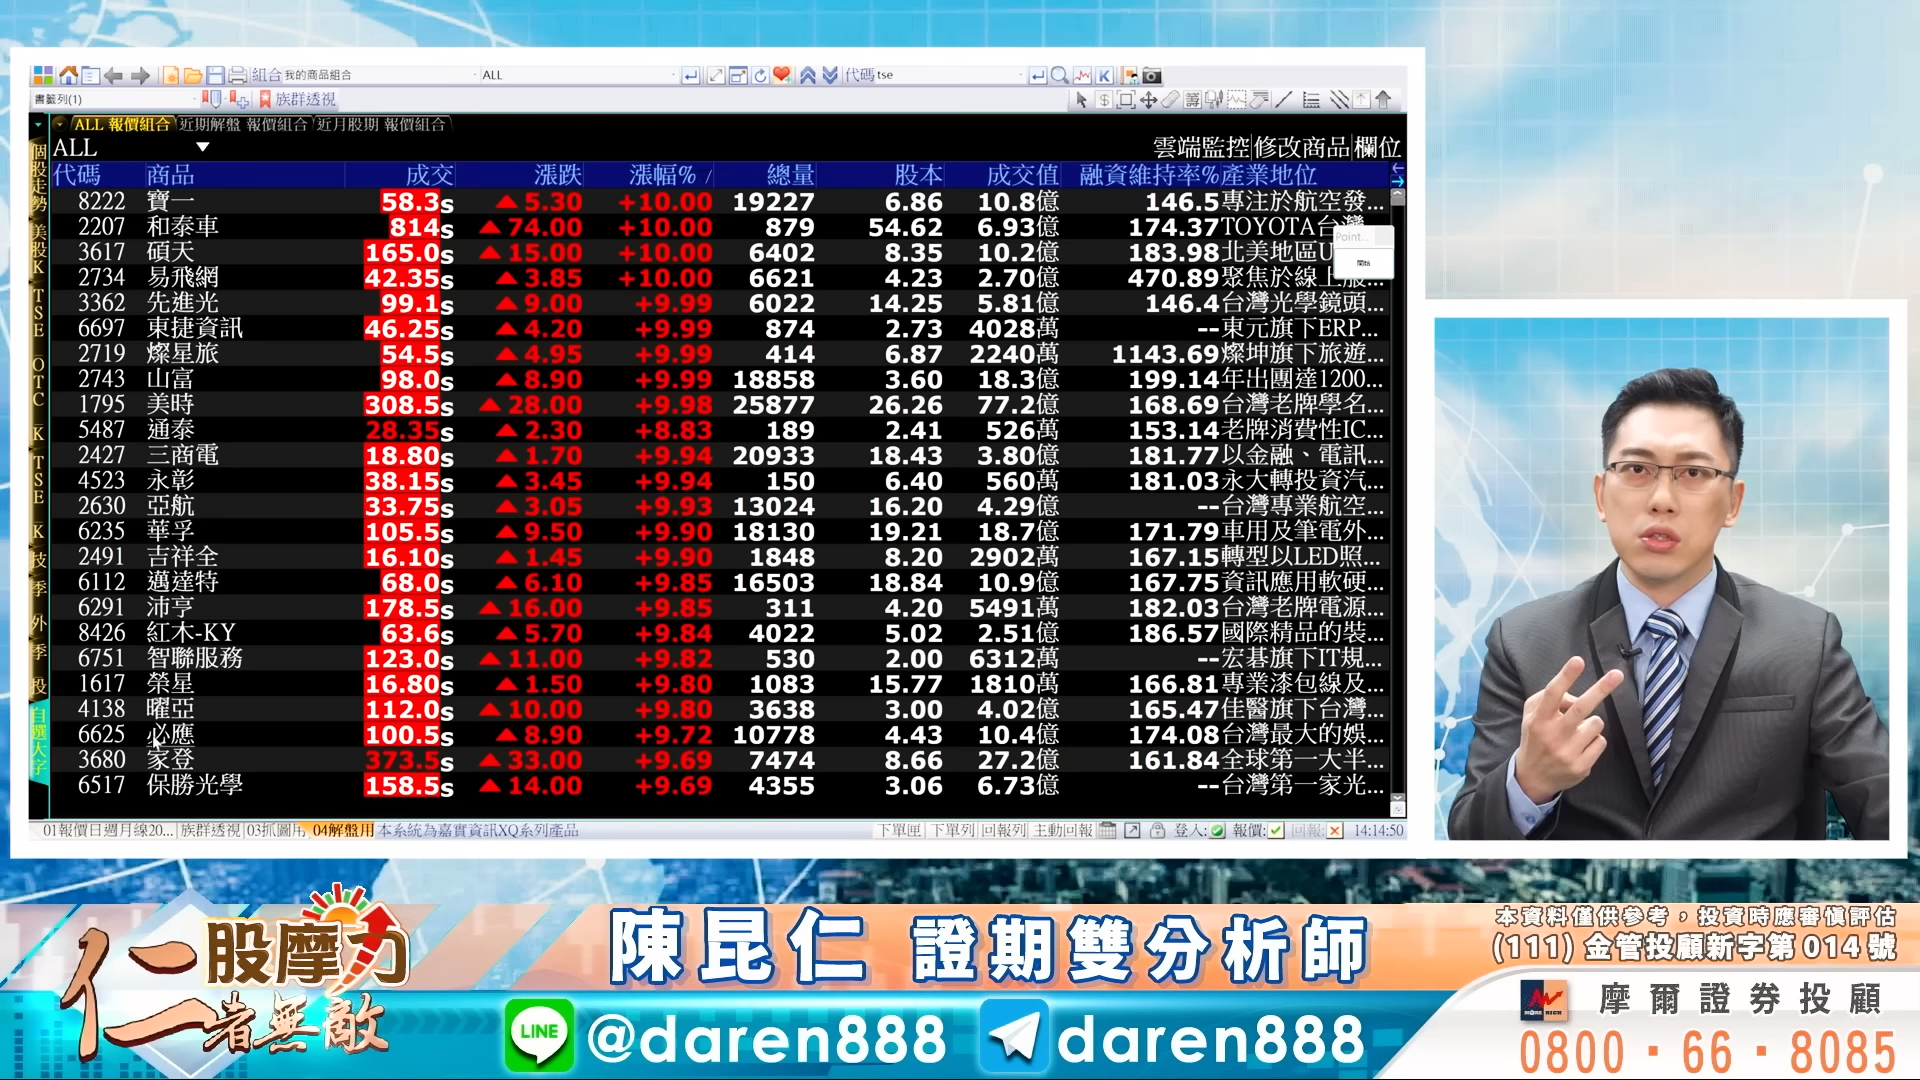 組合 我的商品組合 ALL 代碼 tse
書籤列(1) 族群透視
ALL 報價組合 近期解盤 報價組合 近月股期 報價組合
ALL 雲端監控 修改商品 欄位
代碼 商品 成交 漲跌 漲幅% / 總量 股本 成交值 融資維持率% 產業地位
8222 寶一 58.3s ▲5.30 +10.00 19227 6.86 10.8億 146.5 專注於航空發...
2207 和泰車 814s ▲74.00 +10.00 879 54.62 6.93億 174.37 TOYOTA台灣
3617 碩天 165.0s ▲15.00 +10.00 6402 8.35 10.2億 183.98 北美地區U
2734 易飛網 42.35s ▲3.85 +10.00 6621 4.23 2.70億 470.89 聚焦於線上服...
3362 先進光 99.1s ▲9.00 +9.99 6022 14.25 5.81億 146.4 台灣光學鏡頭...
6697 東捷資訊 46.25s ▲4.20 +9.99 874 2.73 4028萬 -- 東元旗下ERP...
2719 燦星旅 54.5s ▲4.95 +9.99 414 6.87 2240萬 1143.69 燦坤旗下旅遊...
2743 山富 98.0s ▲8.90 +9.99 18858 3.60 18.3億 199.14 年出團達1200...
1795 美時 308.5s ▲28.00 +9.98 25877 26.26 77.2億 168.69 台灣老牌學名...
5487 通泰 28.35s ▲2.30 +8.83 189 2.41 526萬 153.14 老牌消費性IC...
2427 三商電 18.80s ▲1.70 +9.94 20933 18.43 3.80億 181.77 以金融、電訊...
4523 永彰 38.15s ▲3.45 +9.94 150 6.40 560萬 181.03 永大轉投資汽...
2630 亞航 33.75s ▲3.05 +9.93 13024 16.20 4.29億 -- 台灣專業航空...
6235 華孚 105.5s ▲9.50 +9.90 18130 19.21 18.7億 171.79 車用及筆電外...
2491 吉祥全 16.10s ▲1.45 +9.90 1848 8.20 2902萬 167.15 轉型以LED照...
6112 邁達特 68.0s ▲6.10 +9.85 16503 18.84 10.9億 167.75 資訊應用軟硬...
6291 沛亨 178.5s ▲16.00 +9.85 311 4.20 5491萬 182.03 台灣老牌電源...
8426 紅木-KY 63.6s ▲5.70 +9.84 4022 5.02 2.51億 186.57 國際精品的裝...
6751 智聯服務 123.0s ▲11.00 +9.82 530 2.00 6312萬 -- 宏碁旗下IT規...
1617 榮星 16.80s ▲1.50 +9.80 1083 15.77 1810萬 166.81 專業漆包線及...
4138 曜亞 112.0s ▲10.00 +9.80 3638 3.00 4.02億 165.47 佳醫旗下台灣...
6625 必應 100.5s ▲8.90 +9.72 10778 4.43 10.4億 174.08 台灣最大的娛...
3680 家登 373.5s ▲33.00 +9.69 7474 8.66 27.2億 161.84 全球第一大半...
6517 保勝光學 158.5s ▲14.00 +9.69 4355 3.06 6.73億 -- 台灣第一家光...
Point...
個股走勢 美股K TSE OTC K TSE K 技 季 外 季 投 自選大字
01報價日週月線20... 族群透視 03抓圖用 04解盤用 本系統為嘉實資訊XQ系列產品 下單匣 下單列 回報列 主動回報 登入: 報價: 回報: 14:14:50
股摩力
仁者無敵
陳昆仁 證期雙分析師
LINE @daren888 daren888
本資料僅供參考，投資時應審慎評估
(111) 金管投顧新字第 014 號
摩爾證券投顧
0800・66・8085